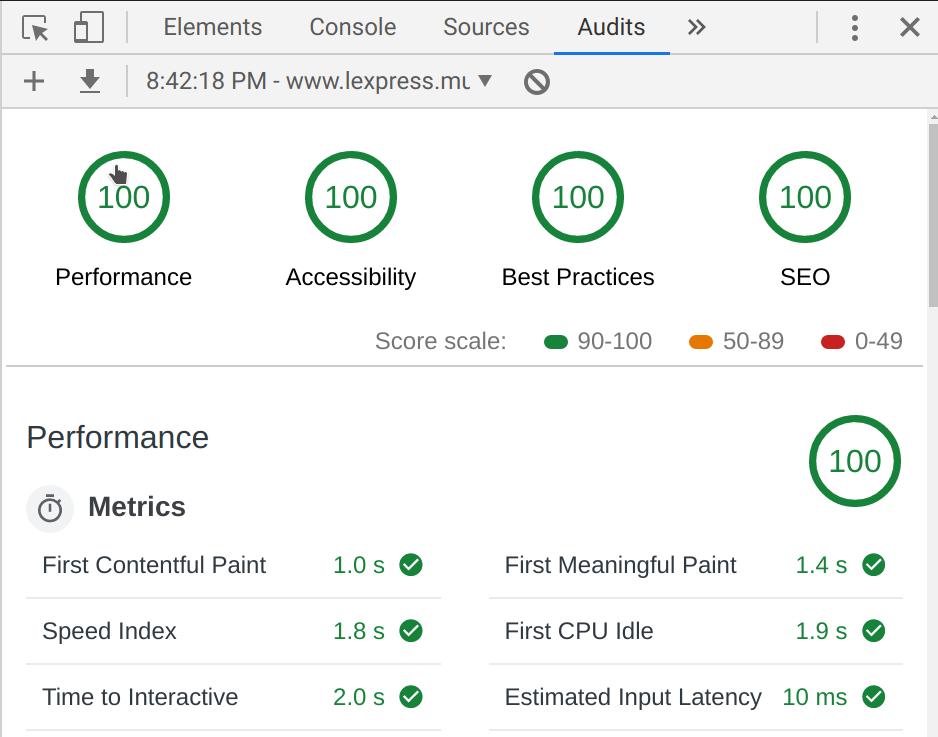 Elements Console Sources Audits
8:42:18 PM - www.lexpress.mu
100 100 100 100
Performance Accessibility Best Practices SEO
Score scale: 90-100 50-89 0-49
Performance 100
Metrics
First Contentful Paint 1.0 s First Meaningful Paint 1.4 s
Speed Index 1.8 s First CPU Idle 1.9 s
Time to Interactive 2.0 s Estimated Input Latency 10 ms